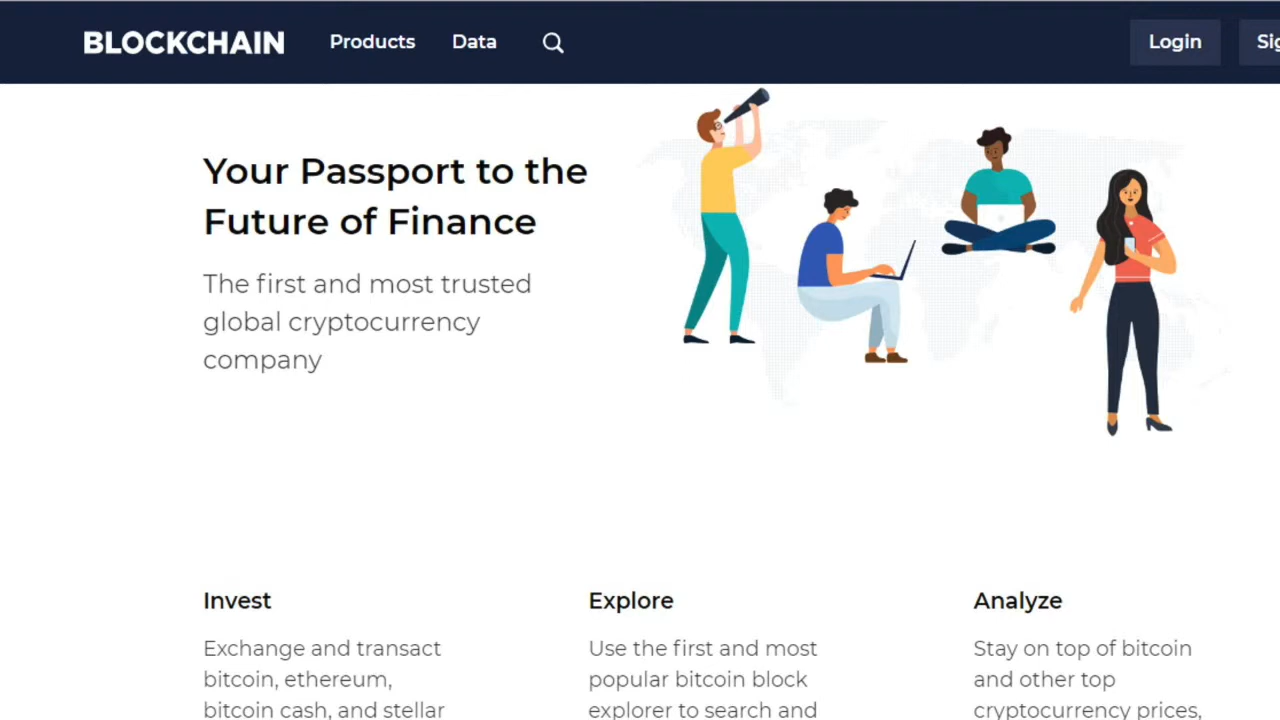 BLOCKCHAIN Products Data Login
Your Passport to the
Future of Finance
The first and most trusted
global cryptocurrency
company
Invest
Exchange and transact
bitcoin, ethereum,
bitcoin cash, and stellar
Explore
Use the first and most
popular bitcoin block
explorer to search and
Analyze
Stay on top of bitcoin
and other top
cryptocurrency prices,